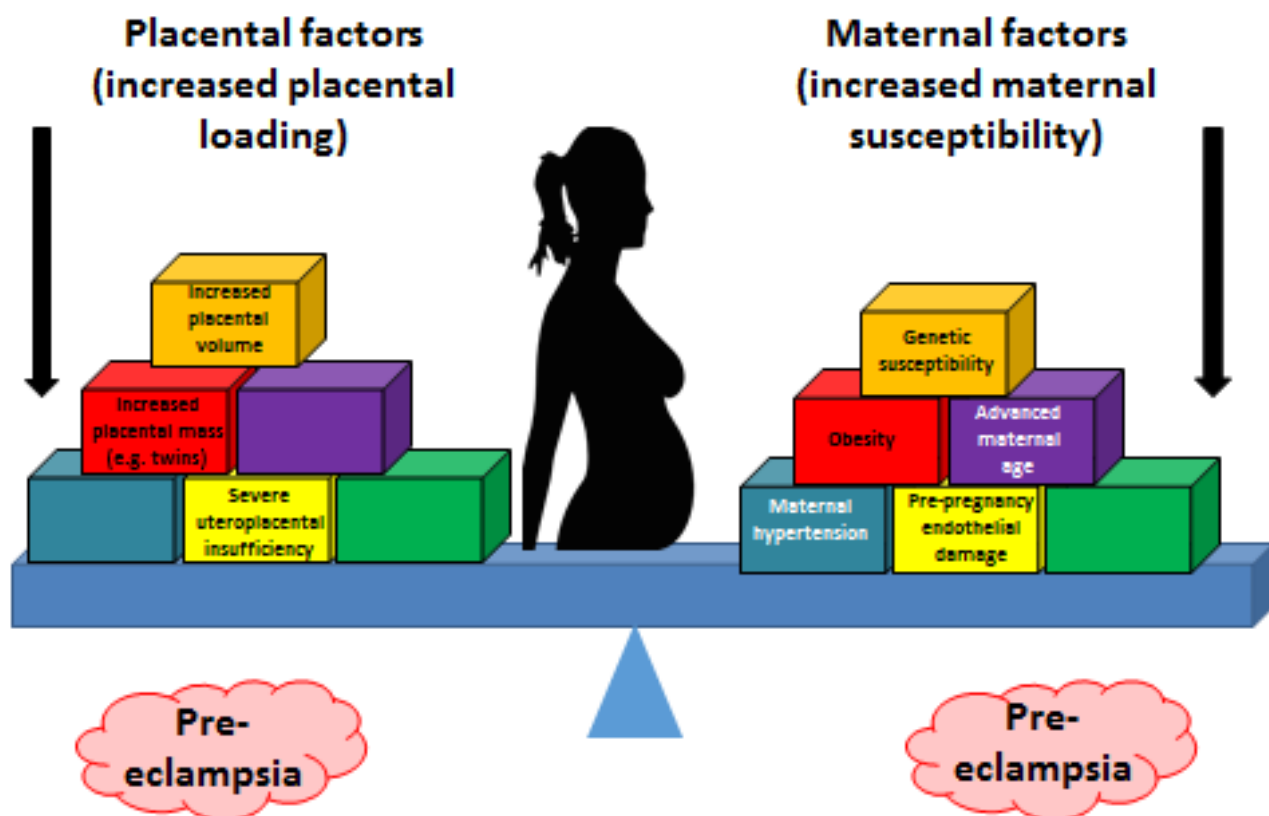 Placental factors
(increased placental
loading)
Maternal factors
(increased maternal
susceptibility)
Increased
placental
volume
Increased
placental mass
(e.g. twins)
Severe
uteroplacental
insufficiency
Genetic
susceptibility
Obesity
Advanced
maternal
age
Maternal
hypertension
Pre-pregnancy
endothelial
damage
Pre-
eclampsia
Pre-
eclampsia